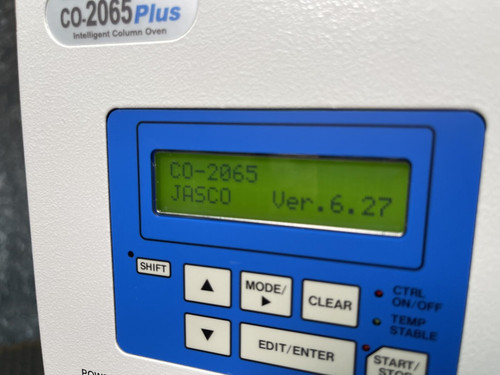 CO-2065Plus
Intelligent Column Oven
CO-2065
JASCO Ver.6.27
SHIFT
▲
MODE/
▶
CLEAR
CTRL
ON/OFF
TEMP
STABLE
▼
EDIT/ENTER
START/
STOP